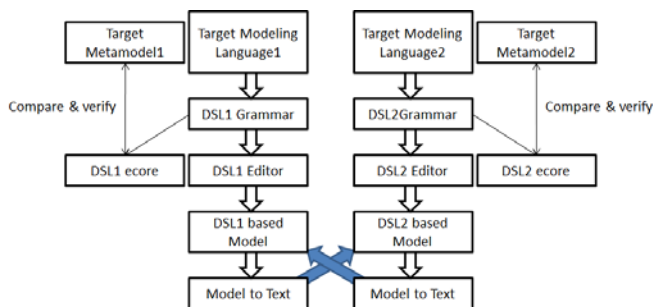 Target
Metamodel1
Target Modeling
Language1
Target Modeling
Language2
Target
Metamodel2
Compare & verify
DSL1 Grammar
DSL2Grammar
Compare & verify
DSL1 ecore
DSL1 Editor
DSL2 Editor
DSL2 ecore
DSL1 based
Model
DSL2 based
Model
Model to Text
Model to Text